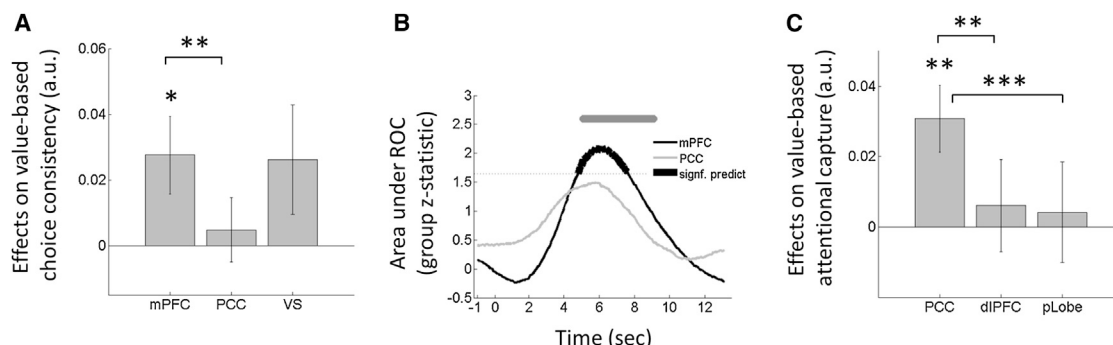 A
Effects on value-based
choice consistency (a.u.)
0.06
0.04
0.02
0
**
*
mPFC PCC VS
B
Area under ROC
(group z-statistic)
2.5
2
1.5
1
0.5
0
-0.5
mPFC
PCC
signf. predict
-1 0 2 4 6 8 10 12
Time (sec)
C
Effects on value-based
attentional capture (a.u.)
0.04
0.02
0
**
**
***
PCC dlPFC pLobe